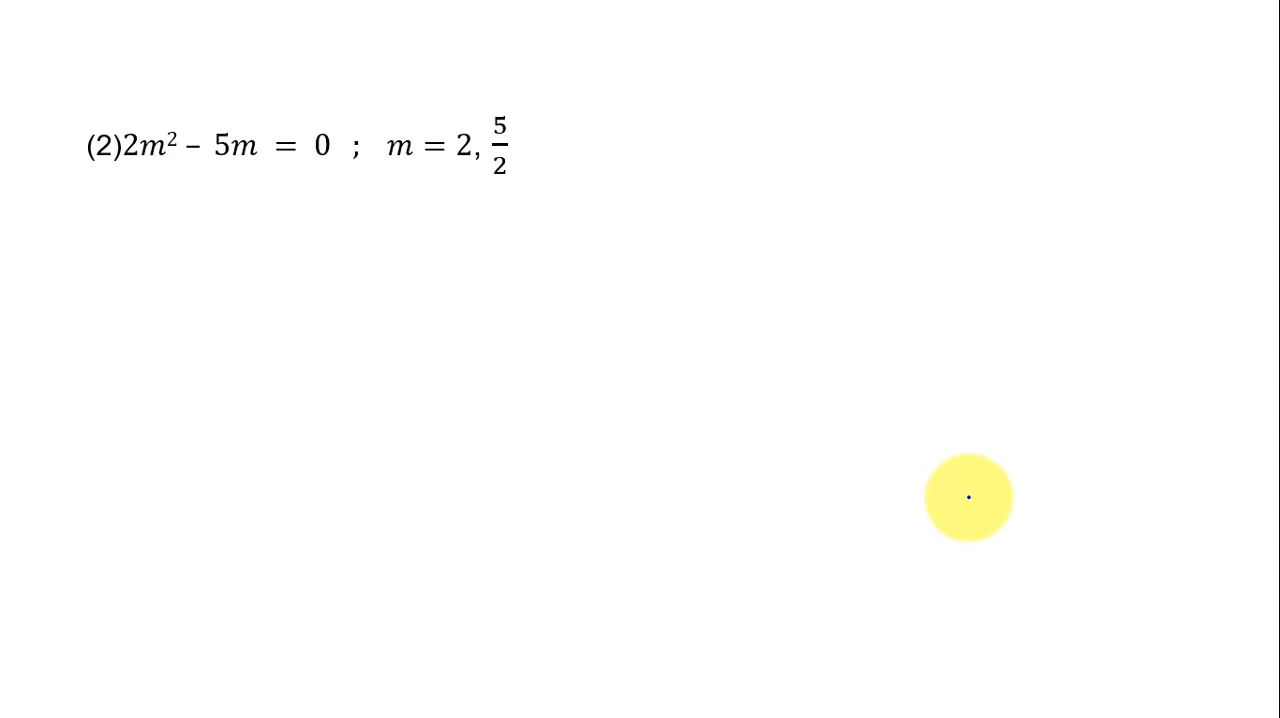 (2)2m² – 5m = 0 ; m = 2, 5/2